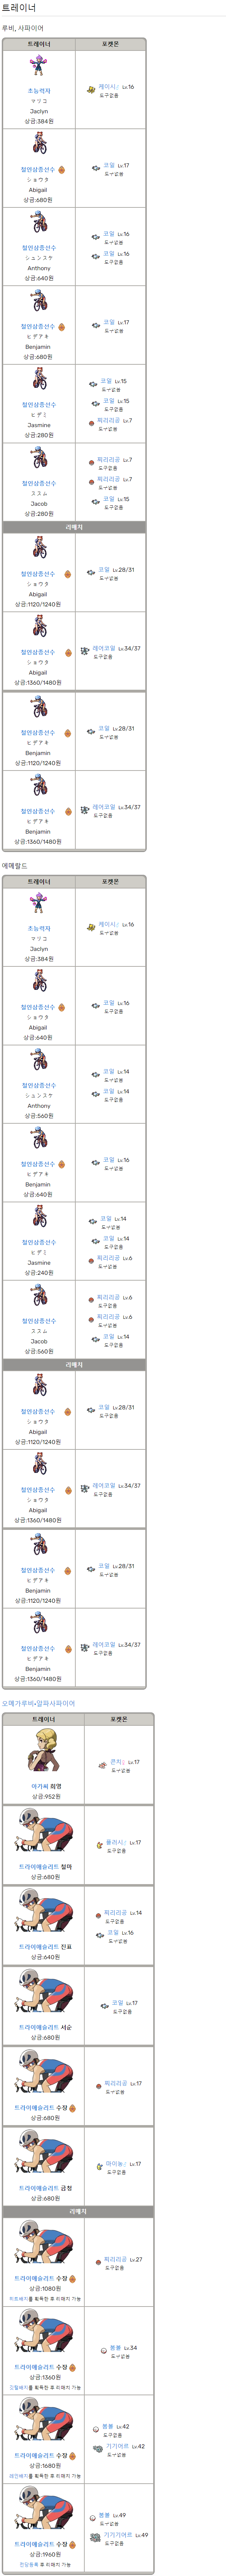 트레이너
루비, 사파이어
트레이너 포켓몬
초능력자
マリコ
Jaclyn
상금:384원
케이시♂ Lv.16
도구없음
철인삼종선수
ショウタ
Abigail
상금:680원
코일 Lv.17
도구없음
철인삼종선수
シュンスケ
Anthony
상금:640원
코일 Lv.16
도구없음
코일 Lv.16
도구없음
철인삼종선수
ヒデアキ
Benjamin
상금:680원
코일 Lv.17
도구없음
철인삼종선수
ヒデミ
Jasmine
상금:280원
코일 Lv.15
도구없음
코일 Lv.15
도구없음
찌리리공 Lv.7
도구없음
철인삼종선수
ススム
Jacob
상금:280원
찌리리공 Lv.7
도구없음
찌리리공 Lv.7
도구없음
코일 Lv.15
도구없음
리매치
철인삼종선수
ショウタ
Abigail
상금:1120/1240원
코일 Lv.28/31
도구없음
철인삼종선수
ショウタ
Abigail
상금:1360/1480원
레어코일 Lv.34/37
도구없음
철인삼종선수
ヒデアキ
Benjamin
상금:1120/1240원
코일 Lv.28/31
도구없음
철인삼종선수
ヒデアキ
Benjamin
상금:1360/1480원
레어코일 Lv.34/37
도구없음
에메랄드
트레이너 포켓몬
초능력자
マリコ
Jaclyn
상금:384원
케이시♂ Lv.16
도구없음
철인삼종선수
ショウタ
Abigail
상금:640원
코일 Lv.16
도구없음
철인삼종선수
シュンスケ
Anthony
상금:560원
코일 Lv.14
도구없음
코일 Lv.14
도구없음
철인삼종선수
ヒデアキ
Benjamin
상금:640원
코일 Lv.16
도구없음
철인삼종선수
ヒデミ
Jasmine
상금:240원
코일 Lv.14
도구없음
코일 Lv.14
도구없음
찌리리공 Lv.6
도구없음
철인삼종선수
ススム
Jacob
상금:560원
찌리리공 Lv.6
도구없음
찌리리공 Lv.6
도구없음
코일 Lv.14
도구없음
리매치
철인삼종선수
ショウタ
Abigail
상금:1120/1240원
코일 Lv.28/31
도구없음
철인삼종선수
ショウタ
Abigail
상금:1360/1480원
레어코일 Lv.34/37
도구없음
철인삼종선수
ヒデアキ
Benjamin
상금:1120/1240원
코일 Lv.28/31
도구없음
철인삼종선수
ヒデアキ
Benjamin
상금:1360/1480원
레어코일 Lv.34/37
도구없음
오메가루비•알파사파이어
트레이너 포켓몬
아가씨 희영
상금:952원
콘치♀ Lv.17
도구없음
트라이애슬리트 철마
상금:680원
플러시♂ Lv.17
도구없음
트라이애슬리트 진표
상금:640원
찌리리공 Lv.14
도구없음
코일 Lv.16
도구없음
트라이애슬리트 서순
상금:680원
코일 Lv.17
도구없음
트라이애슬리트 수장
상금:680원
찌리리공 Lv.17
도구없음
트라이애슬리트 금청
상금:680원
마이농♂ Lv.17
도구없음
리매치
트라이애슬리트 수장
상금:1080원
히트배지를 획득한 후 리매치 가능
찌리리공 Lv.27
도구없음
트라이애슬리트 수장
상금:1360원
깃털배지를 획득한 후 리매치 가능
붐볼 Lv.34
도구없음
트라이애슬리트 수장
상금:1680원
레인배지를 획득한 후 리매치 가능
붐볼 Lv.42
도구없음
기기어르 Lv.42
도구없음
트라이애슬리트 수장
상금:1960원
전당등록 후 리매치 가능
붐볼 Lv.49
도구없음
기기기어르 Lv.49
도구없음